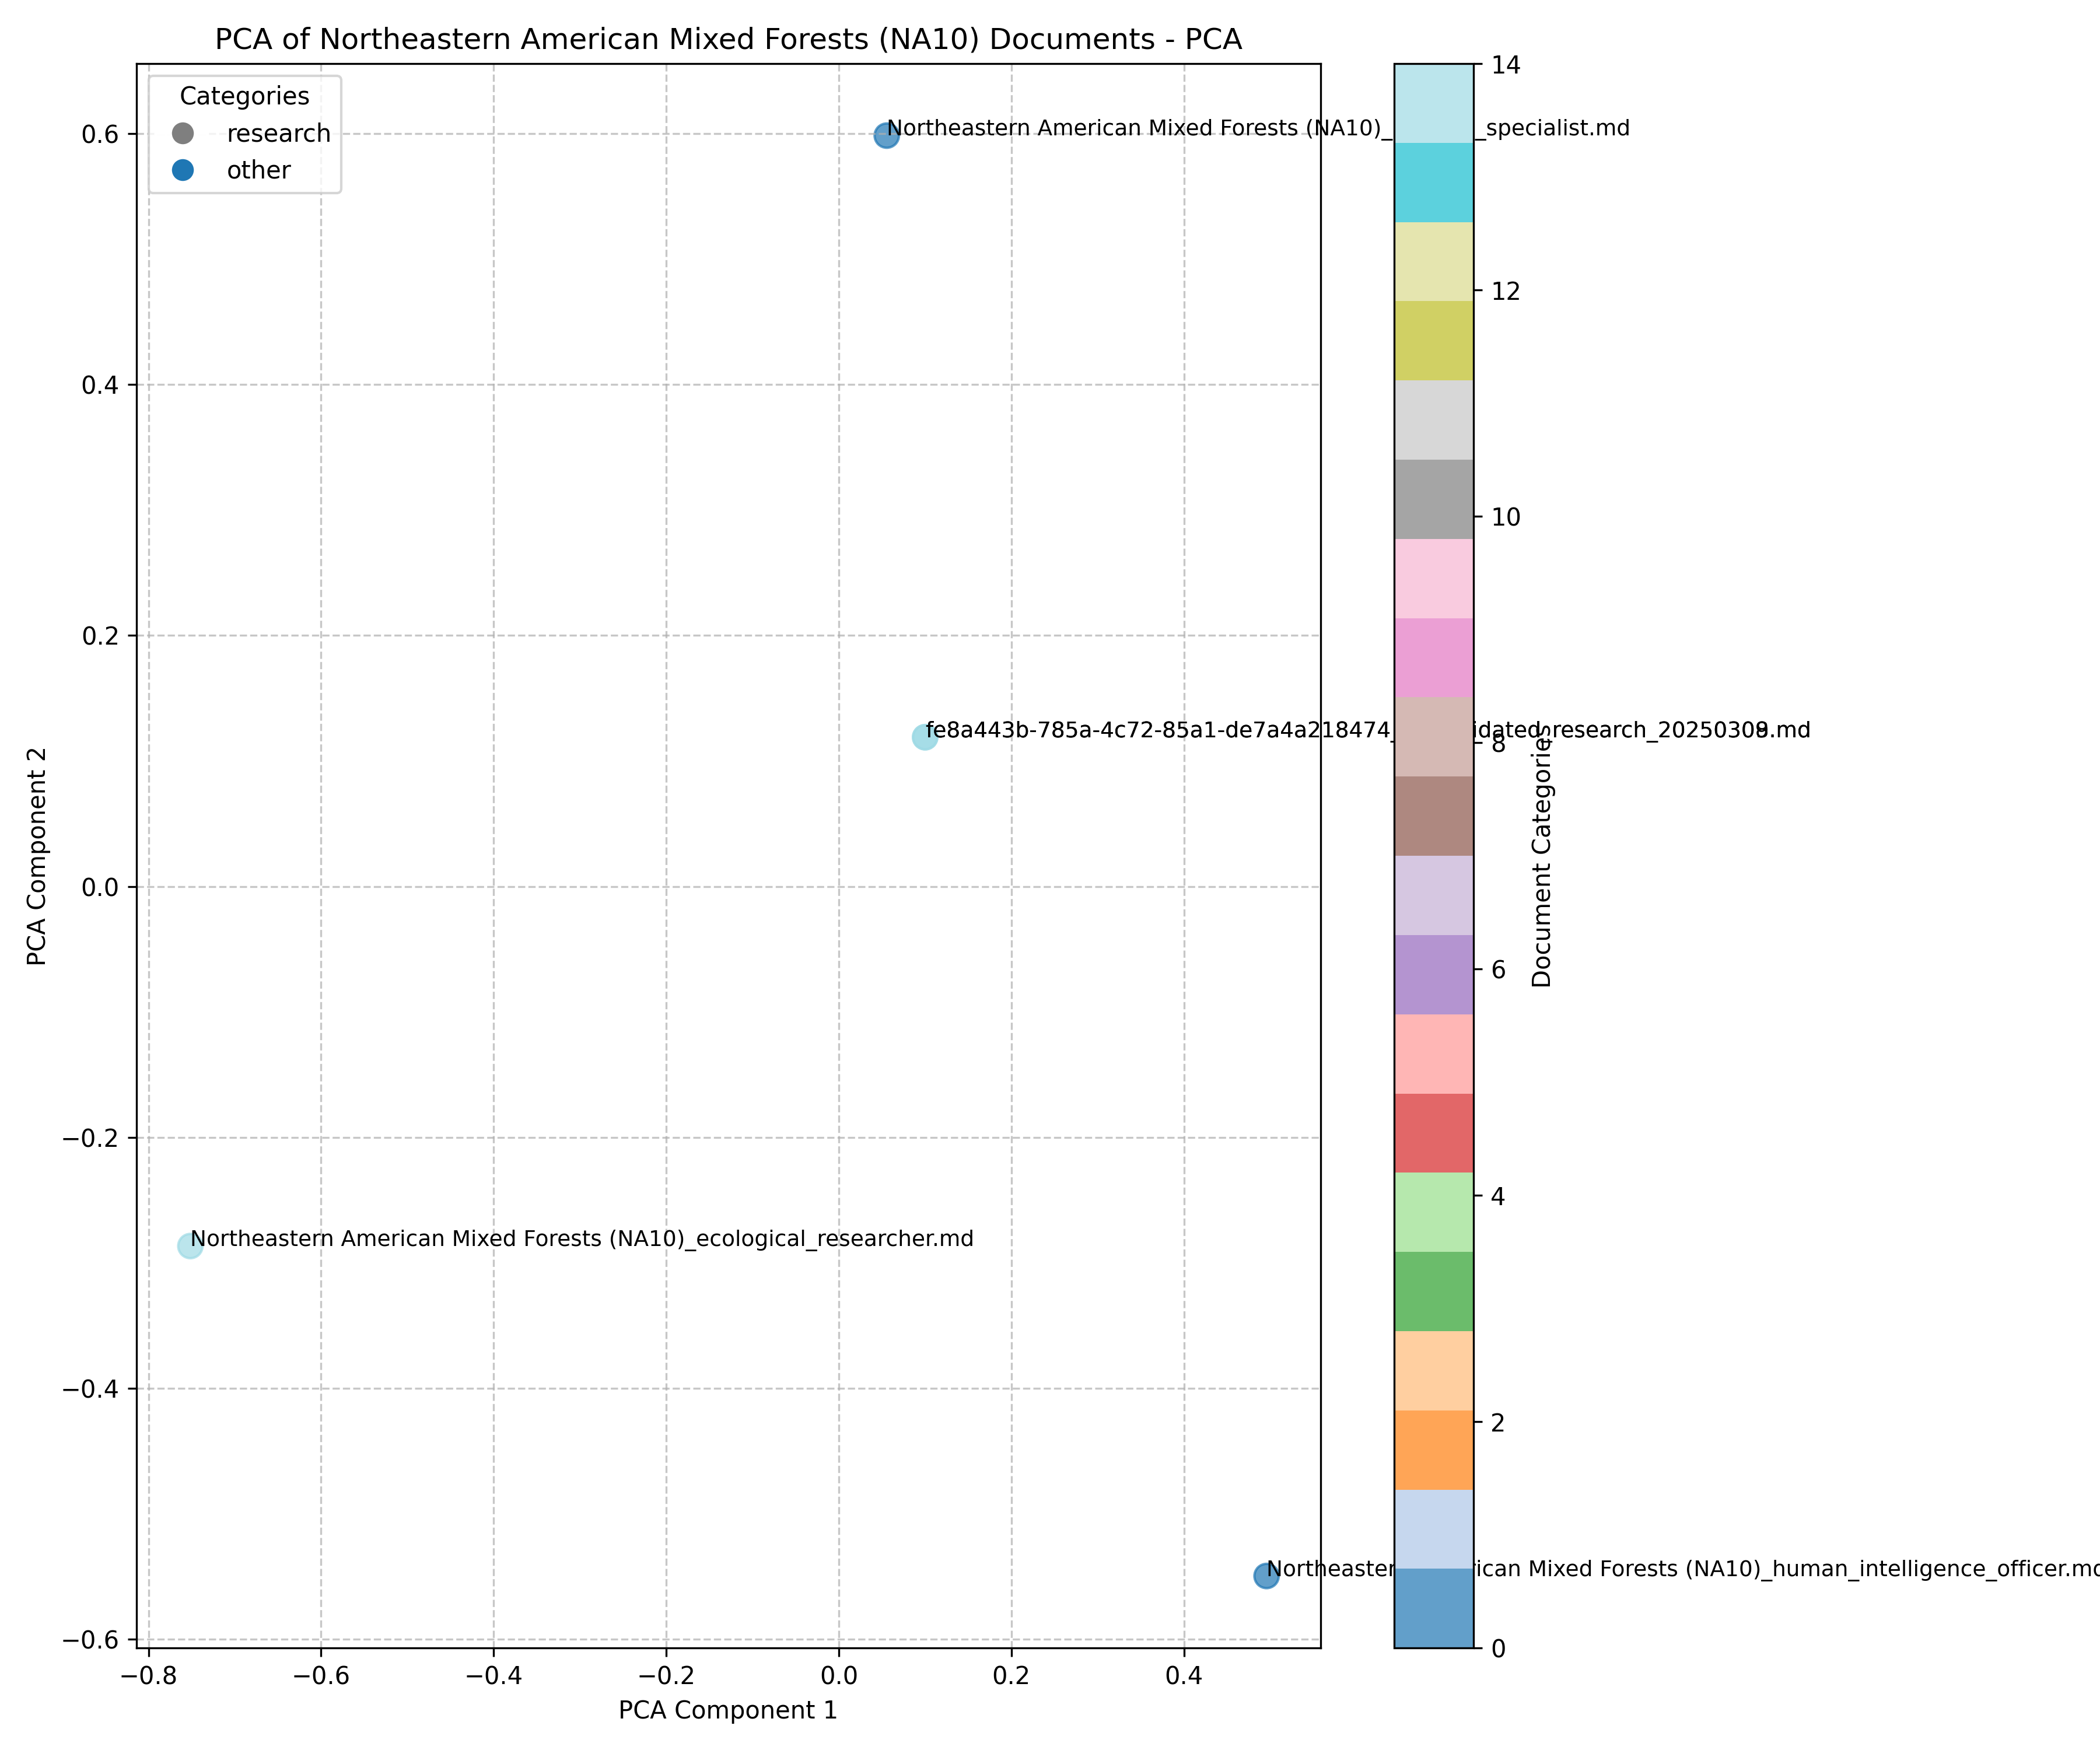 PCA of Northeastern American Mixed Forests (NA10) Documents - PCA
Categories
research
other
0.6
0.4
0.2
0.0
−0.2
−0.4
−0.6
PCA Component 2
Northeastern American Mixed Forests (NA10)_ _specialist.md
fe8a443b-785a-4c72-85a1-de7a4a218474_ idated_research_ .md
Northeastern American Mixed Forests (NA10)_ecological_researcher.md
Northeaster ican Mixed Forests (NA10)_human_intelligence_officer.md
−0.8
−0.6
−0.4
−0.2
0.0
0.2
0.4
PCA Component 1
14
12
10
8
6
4
2
0
Document Categories